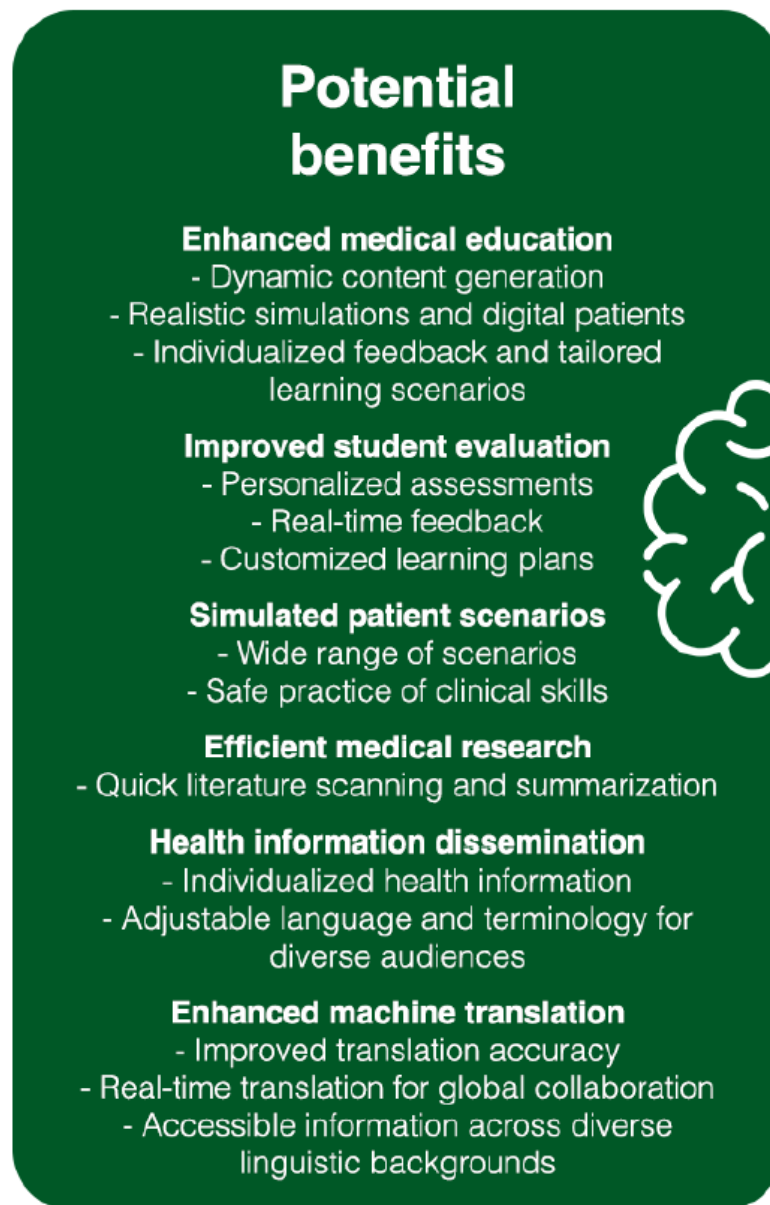 Potential
benefits
Enhanced medical education
- Dynamic content generation
- Realistic simulations and digital patients
- Individualized feedback and tailored
learning scenarios
Improved student evaluation
- Personalized assessments
- Real-time feedback
- Customized learning plans
Simulated patient scenarios
- Wide range of scenarios
- Safe practice of clinical skills
Efficient medical research
- Quick literature scanning and summarization
Health information dissemination
- Individualized health information
- Adjustable language and terminology for
diverse audiences
Enhanced machine translation
- Improved translation accuracy
- Real-time translation for global collaboration
- Accessible information across diverse
linguistic backgrounds